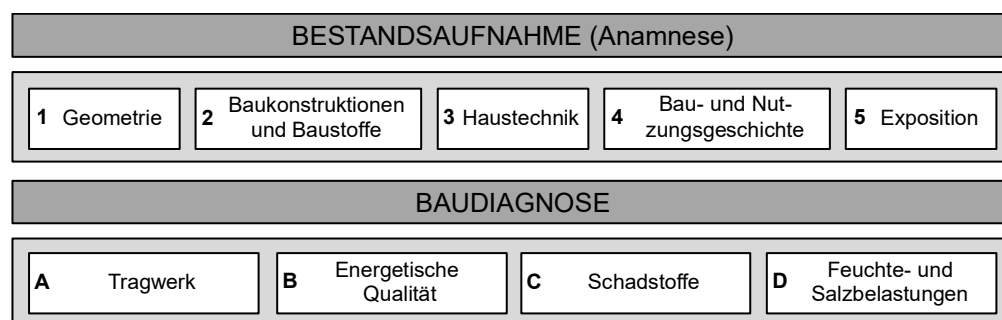 BESTANDSAUFNAHME (Anamnese)
1 Geometrie
2 Baukonstruktionen
und Baustoffe
3 Haustechnik
4 Bau- und Nut-
zungsgeschichte
5 Exposition
BAUDIAGNOSE
A Tragwerk
B Energetische
Qualität
C Schadstoffe
D Feuchte- und
Salzbelastungen